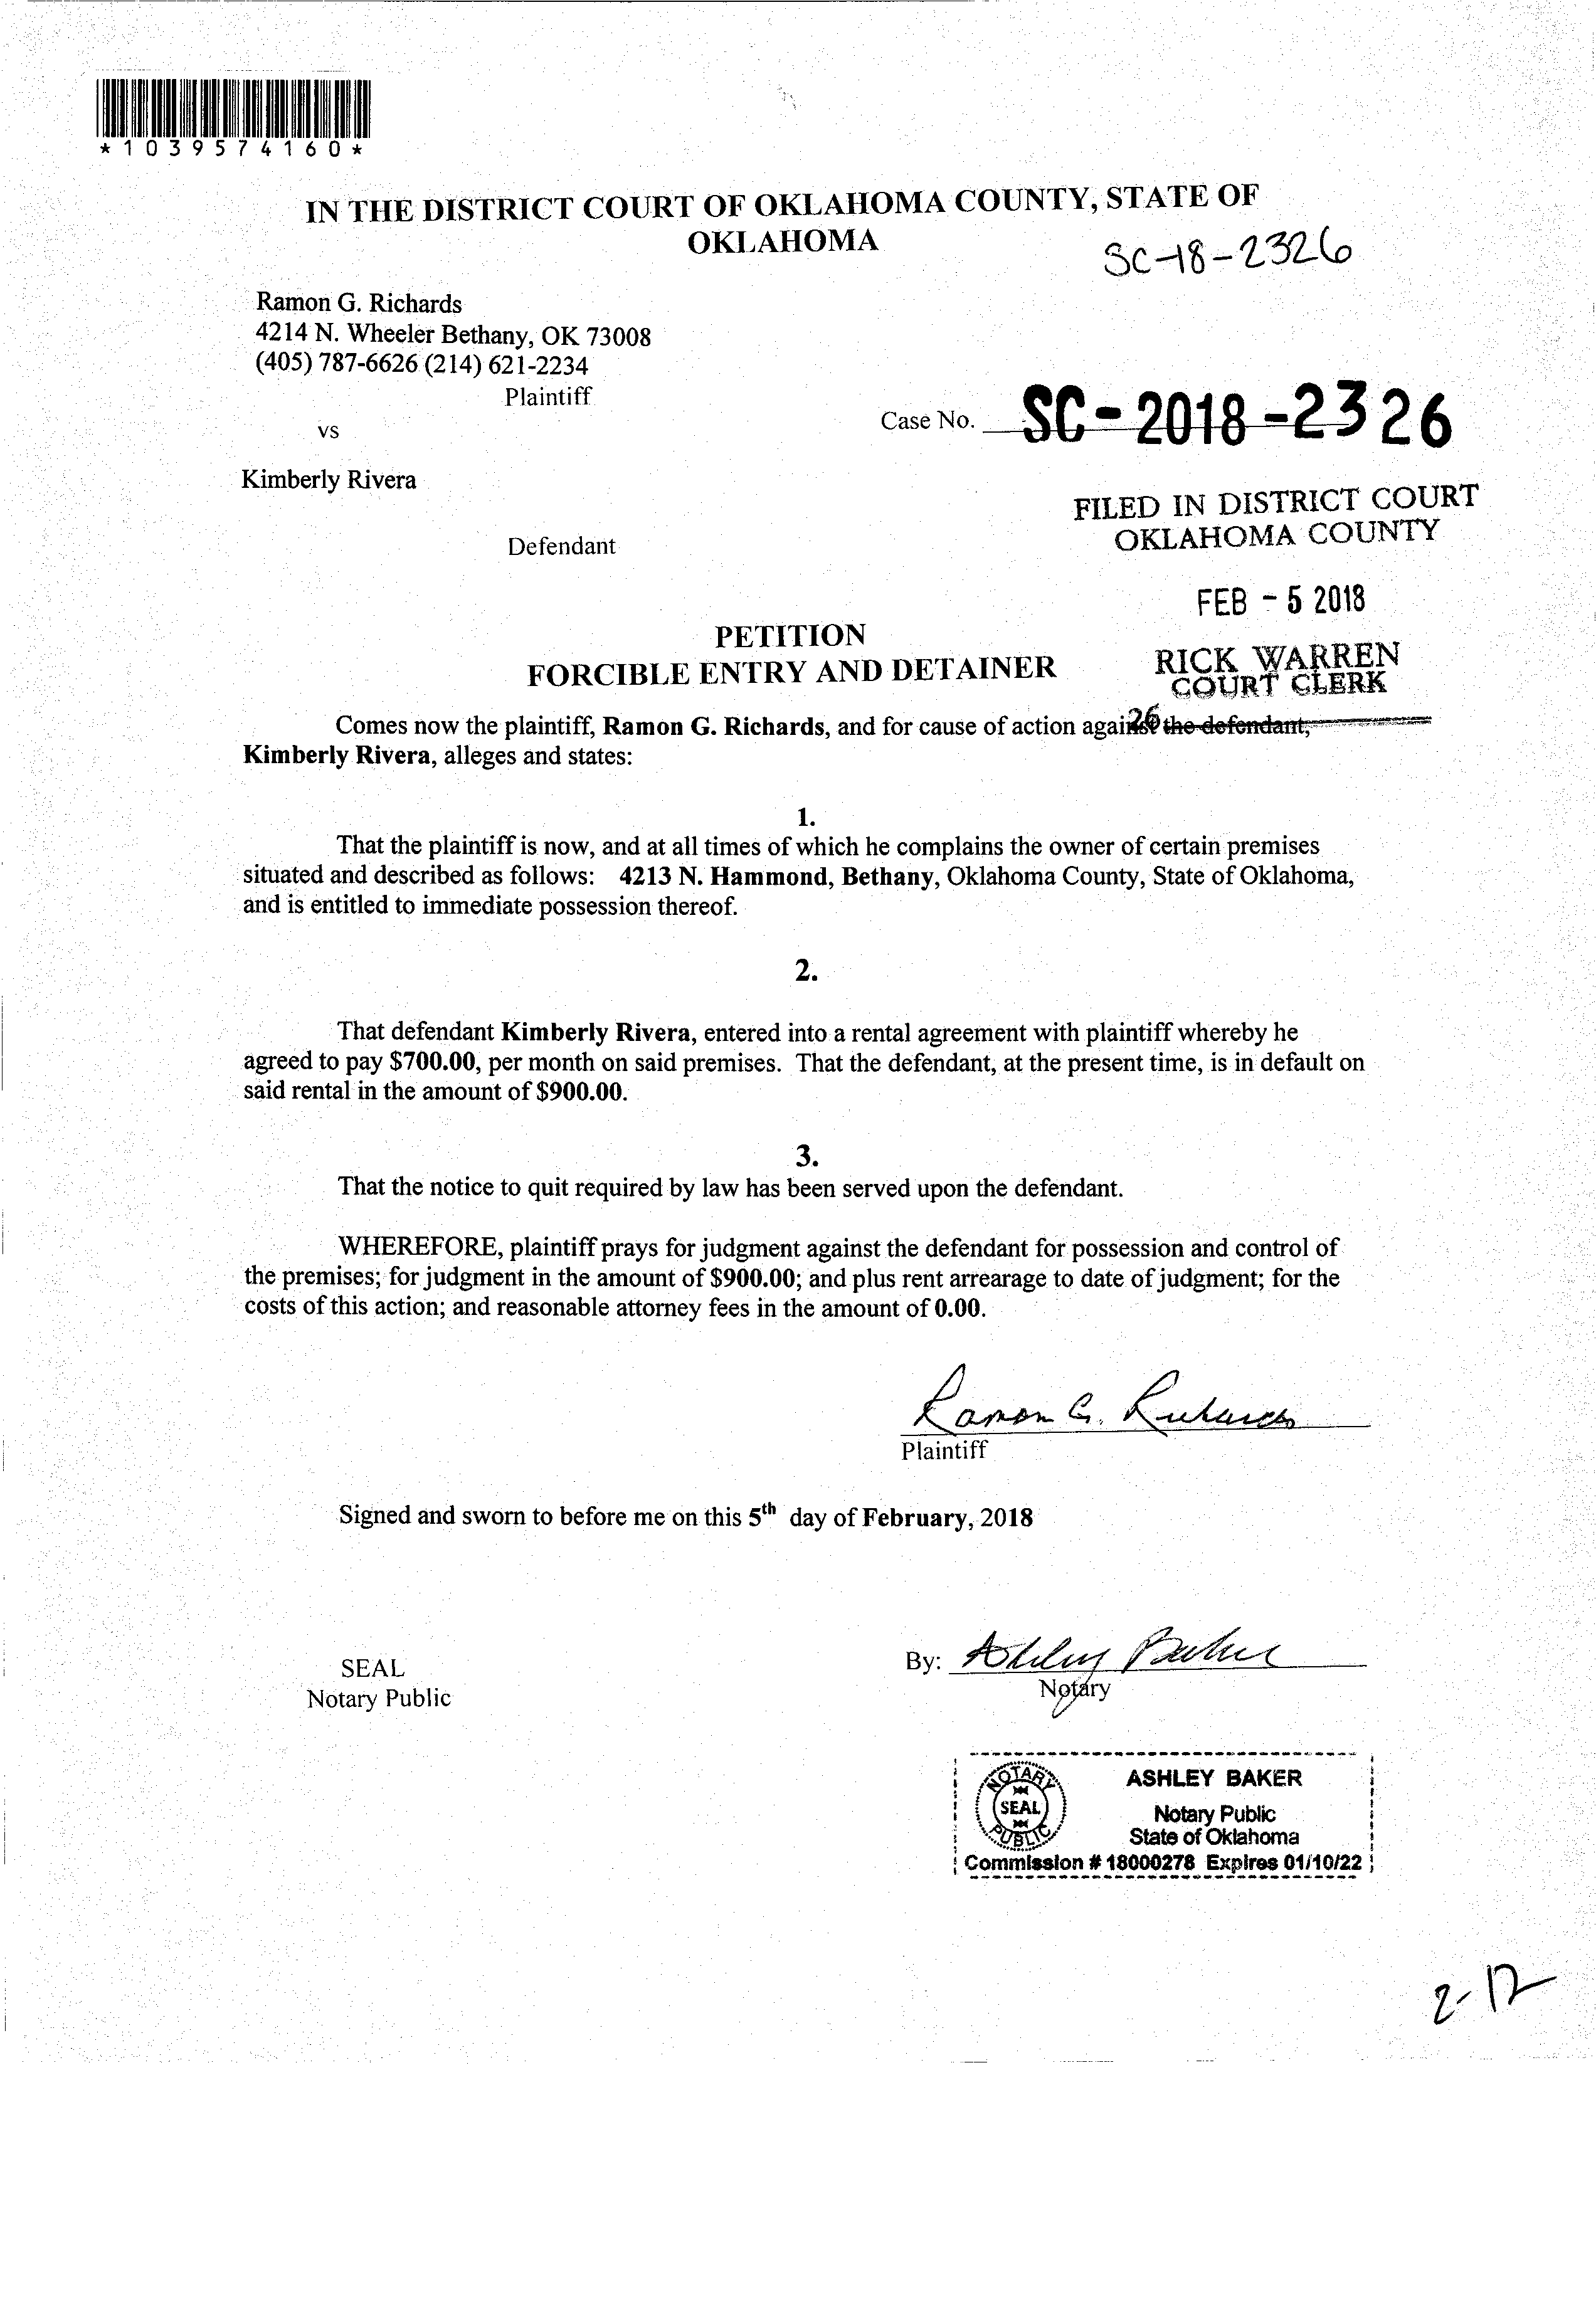 *1039574160*
IN THE DISTRICT COURT OF OKLAHOMA COUNTY, STATE OF
OKLAHOMA
SC-18-2326
Ramon G. Richards
4214 N. Wheeler Bethany, OK 73008
(405) 787-6626 (214) 621-2234
Plaintiff
vs
Case No. SC-2018-2326
Kimberly Rivera
Defendant
FILED IN DISTRICT COURT
OKLAHOMA COUNTY
FEB - 5 2018
RICK WARREN
COURT CLERK
26
PETITION
FORCIBLE ENTRY AND DETAINER
Comes now the plaintiff, Ramon G. Richards, and for cause of action against the defendant,
Kimberly Rivera, alleges and states:
1.
That the plaintiff is now, and at all times of which he complains the owner of certain premises
situated and described as follows: 4213 N. Hammond, Bethany, Oklahoma County, State of Oklahoma,
and is entitled to immediate possession thereof.
2.
That defendant Kimberly Rivera, entered into a rental agreement with plaintiff whereby he
agreed to pay $700.00, per month on said premises. That the defendant, at the present time, is in default on
said rental in the amount of $900.00.
3.
That the notice to quit required by law has been served upon the defendant.
WHEREFORE, plaintiff prays for judgment against the defendant for possession and control of
the premises; for judgment in the amount of $900.00; and plus rent arrearage to date of judgment; for the
costs of this action; and reasonable attorney fees in the amount of 0.00.
Ramon G. Richards
Plaintiff
Signed and sworn to before me on this 5th day of February, 2018
SEAL
Notary Public
By: Ashley Baker
Notary
NOTARY
SEAL
PUBLIC
ASHLEY BAKER
Notary Public
State of Oklahoma
Commission # 18000278 Expires 01/10/22
2-12